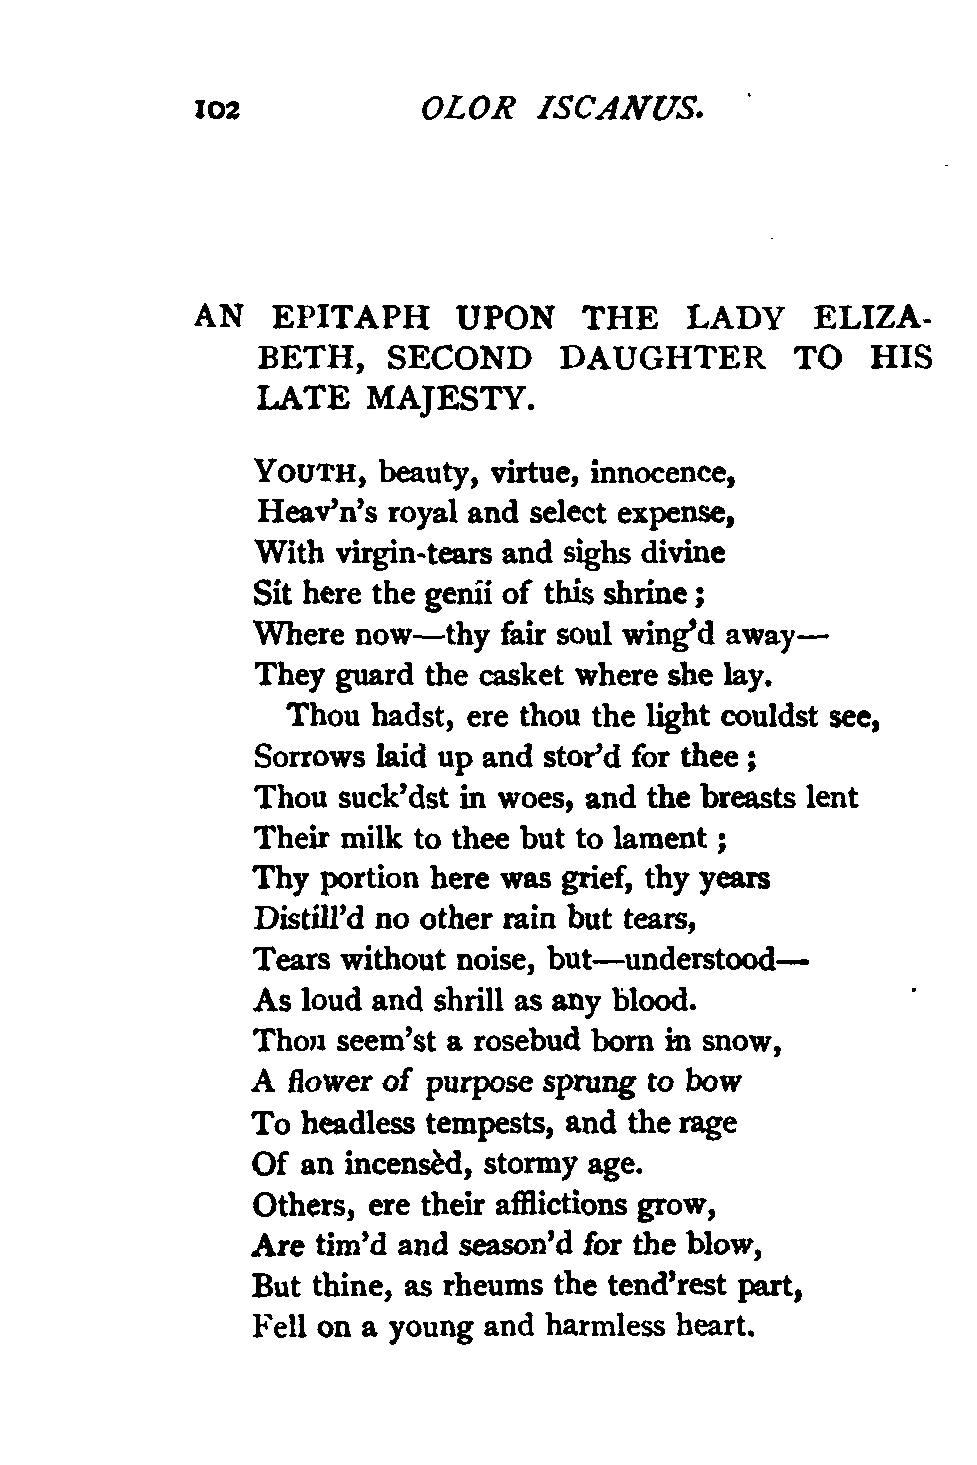 102 OLOR ISCANUS.
AN EPITAPH UPON THE LADY ELIZA-
BETH, SECOND DAUGHTER TO HIS
LATE MAJESTY.
YOUTH, beauty, virtue, innocence,
Heav'n's royal and select expense,
With virgin-tears and sighs divine
Sit here the genii of this shrine ;
Where now—thy fair soul wing'd away—
They guard the casket where she lay.
Thou hadst, ere thou the light couldst see,
Sorrows laid up and stor'd for thee ;
Thou suck'dst in woes, and the breasts lent
Their milk to thee but to lament ;
Thy portion here was grief, thy years
Distill'd no other rain but tears,
Tears without noise, but—understood—
As loud and shrill as any blood.
Thou seem'st a rosebud born in snow,
A flower of purpose sprung to bow
To headless tempests, and the rage
Of an incensèd, stormy age.
Others, ere their afflictions grow,
Are tim'd and season'd for the blow,
But thine, as rheums the tend'rest part,
Fell on a young and harmless heart.